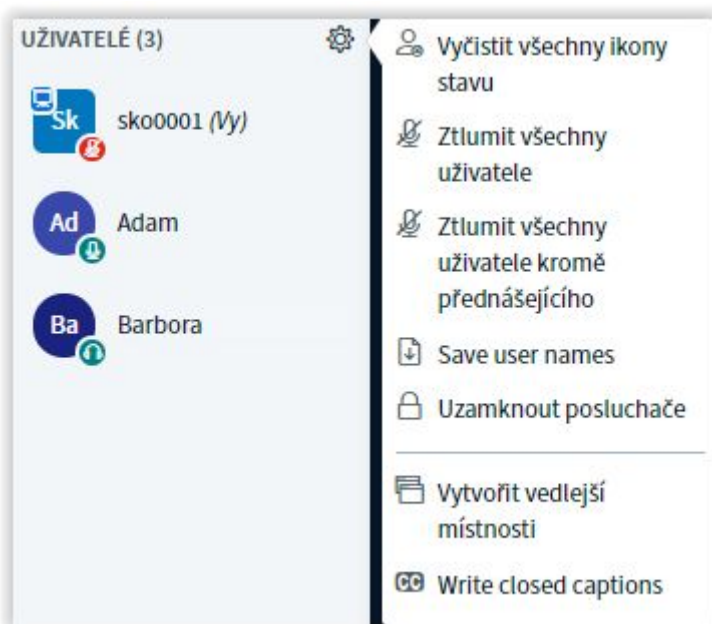 UŽIVATELÉ (3)
Sk
sko0001 (Vy)
Ad
Adam
Ba
Barbora
Vyčistit všechny ikony
stavu
Ztlumit všechny
uživatele
Ztlumit všechny
uživatele kromě
přednášejícího
Save user names
Uzamknout posluchače
Vytvořit vedlejší
místnosti
CC Write closed captions